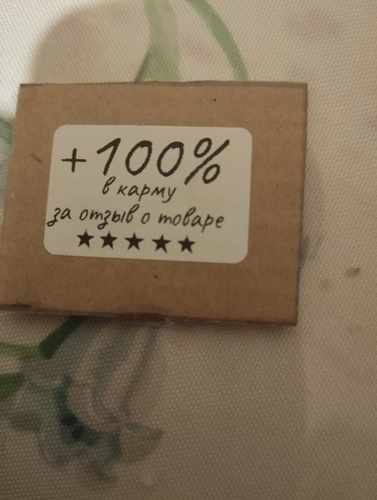 +100%
в карму
за отзыв о товаре
★★★★★